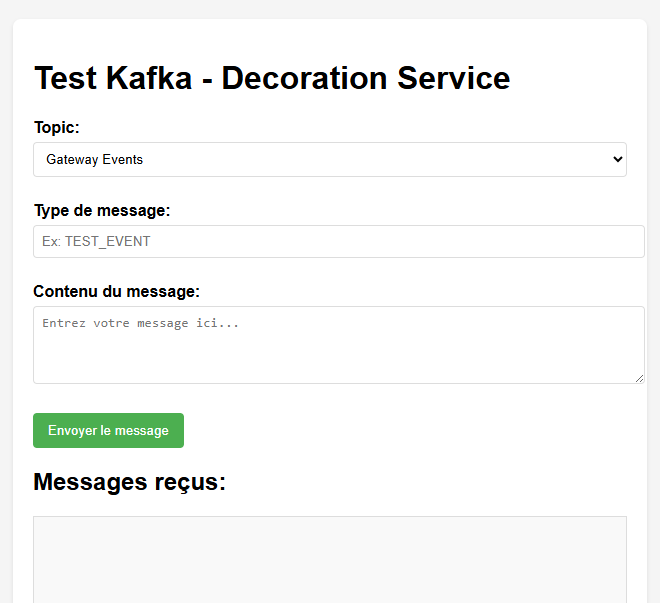 Test Kafka - Decoration Service
Topic:
Gateway Events
Type de message:
Ex: TEST_EVENT
Contenu du message:
Entrez votre message ici...
Envoyer le message
Messages reçus: